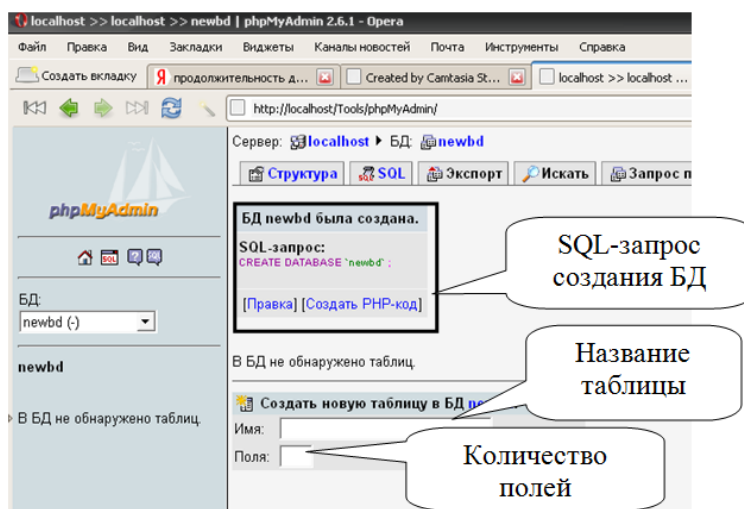 localhost >> localhost >> newbd | phpMyAdmin 2.6.1 - Opera
Файл Правка Вид Закладки Виджеты Каналы новостей Почта Инструменты Справка
Создать вкладку Я продолжительность д... Created by Camtasia St... localhost >> localhost ...
http://localhost/Tools/phpMyAdmin/
phpMyAdmin
SQL
БД:
newbd (-)
newbd
В БД не обнаружено таблиц.
Сервер: localhost БД: newbd
Структура SQL Экспорт Искать Запрос п
БД newbd была создана.
SQL-запрос:
CREATE DATABASE `newbd` ;
[Правка] [Создать PHP-код]
SQL-запрос
создания БД
В БД не обнаружено таблиц.
Название
таблицы
Создать новую таблицу в БД
Имя:
Поля:
Количество
полей